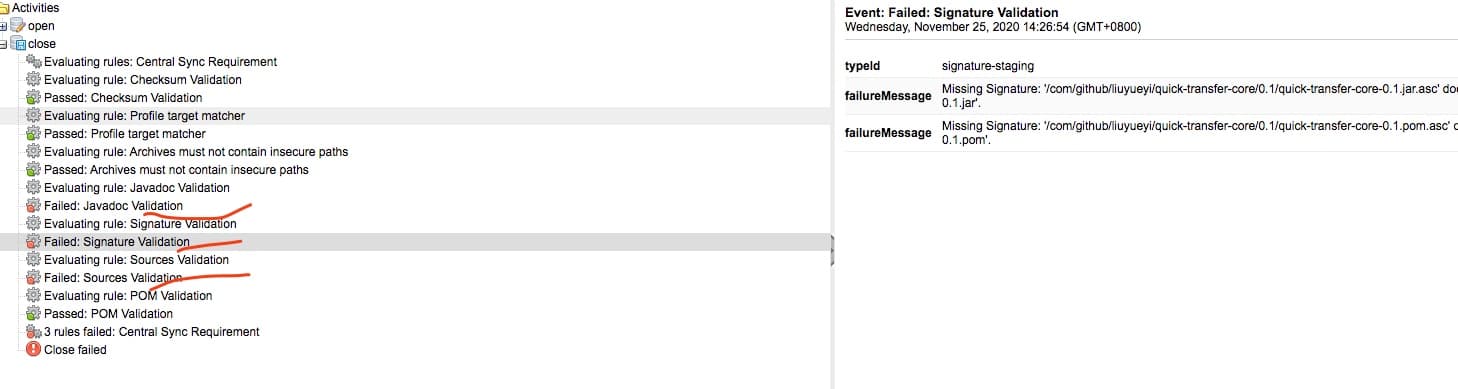 Activities
open
close
Evaluating rules: Central Sync Requirement
Evaluating rule: Checksum Validation
Passed: Checksum Validation
Evaluating rule: Profile target matcher
Passed: Profile target matcher
Evaluating rule: Archives must not contain insecure paths
Passed: Archives must not contain insecure paths
Evaluating rule: Javadoc Validation
Failed: Javadoc Validation
Evaluating rule: Signature Validation
Failed: Signature Validation
Evaluating rule: Sources Validation
Failed: Sources Validation
Evaluating rule: POM Validation
Passed: POM Validation
3 rules failed: Central Sync Requirement
Close failed
Event: Failed: Signature Validation
Wednesday, November 25, 2020 14:26:54 (GMT+0800)
typeId signature-staging
failureMessage Missing Signature: '/com/github/liuyueyi/quick-transfer-core/0.1/quick-transfer-core-0.1.jar.asc' doe
0.1.jar'.
failureMessage Missing Signature: '/com/github/liuyueyi/quick-transfer-core/0.1/quick-transfer-core-0.1.pom.asc'
0.1.pom'.